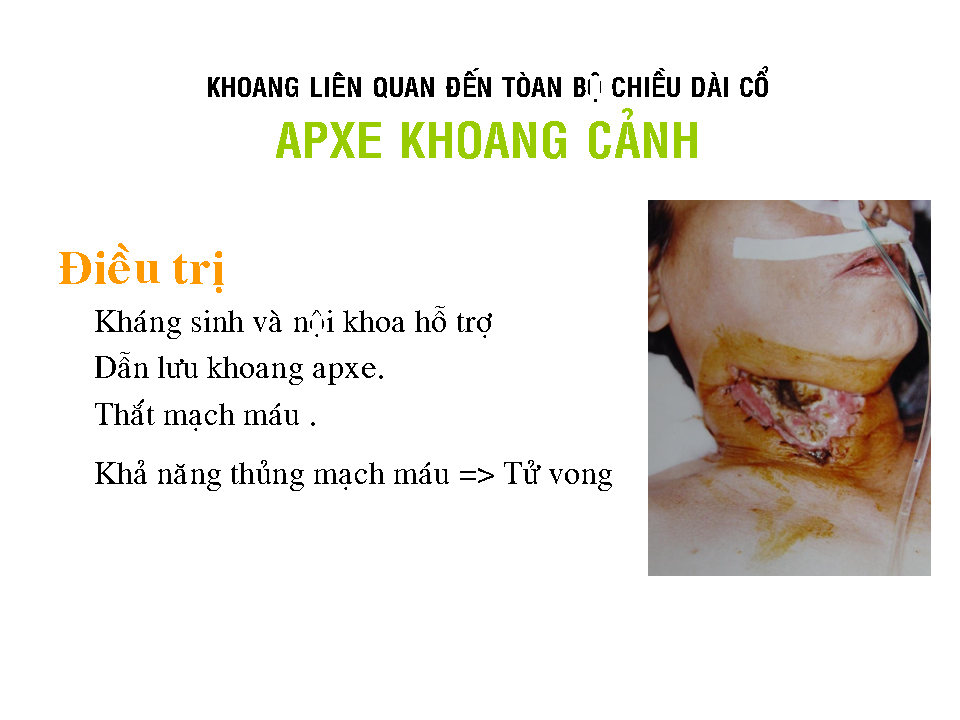 KHOANG LIÊN QUAN ĐẾN TÒAN BỘ CHIỀU DÀI CỔ
APXE KHOANG CẢNH
Điều trị
Kháng sinh và nội khoa hỗ trợ
Dẫn lưu khoang apxe.
Thắt mạch máu .
Khả năng thủng mạch máu => Tử vong